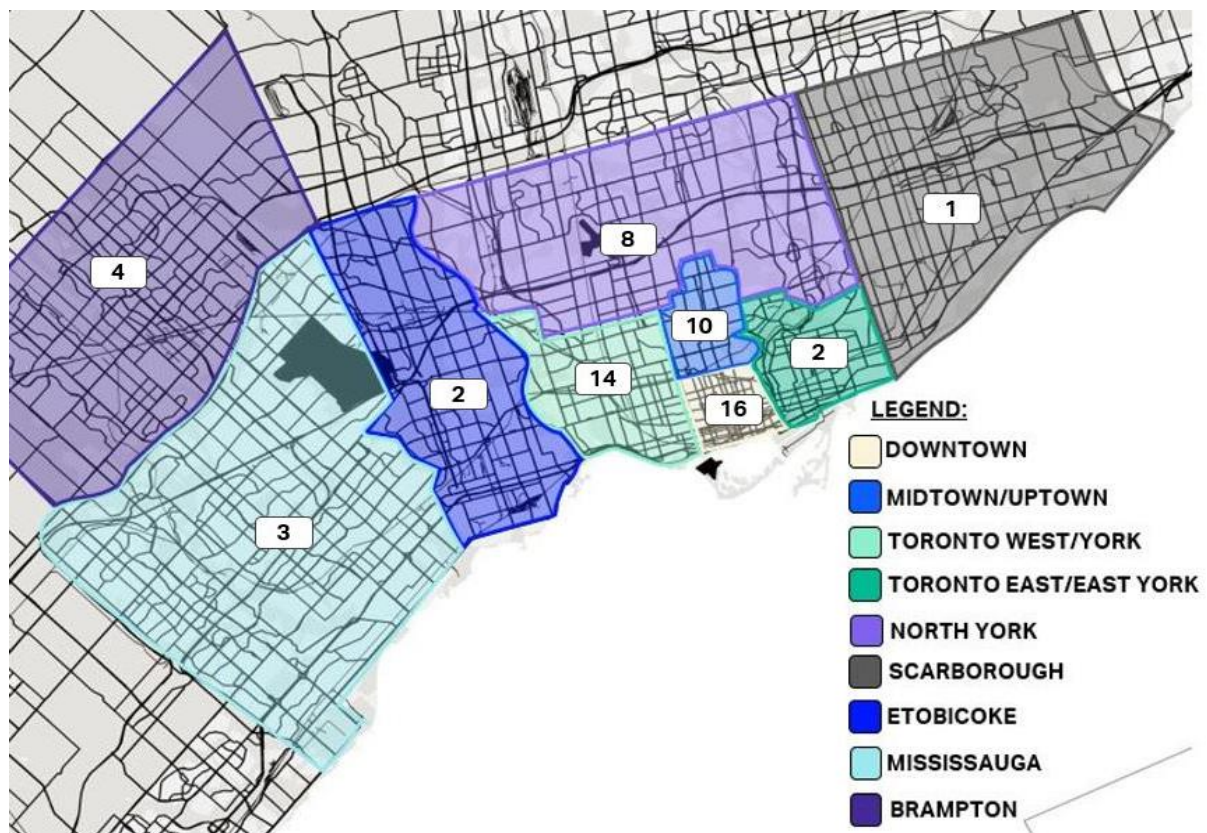 1
8
4
10
2
14
2
16
LEGEND:
DOWNTOWN
MIDTOWN/UPTOWN
TORONTO WEST/YORK
3
TORONTO EAST/EAST YORK
NORTH YORK
SCARBOROUGH
ETOBICOKE
MISSISSAUGA
BRAMPTON